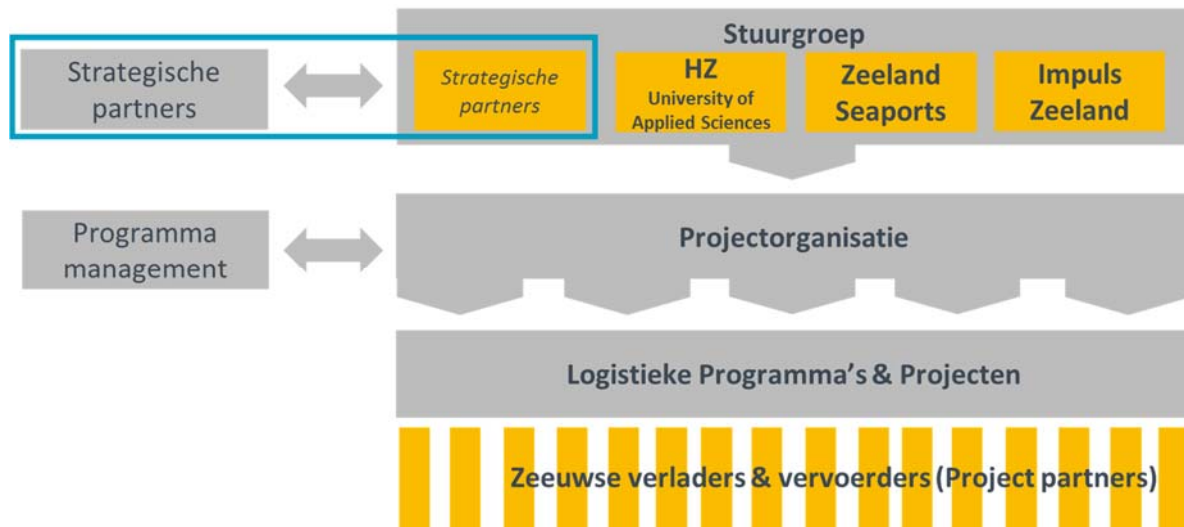 Stuurgroep
Strategische
partners
Strategische
partners
HZ
University of
Applied Sciences
Zeeland
Seaports
Impuls
Zeeland
Programma
management
Projectorganisatie
Logistieke Programma's & Projecten
Zeeuwse verladers & vervoerders (Project partners)